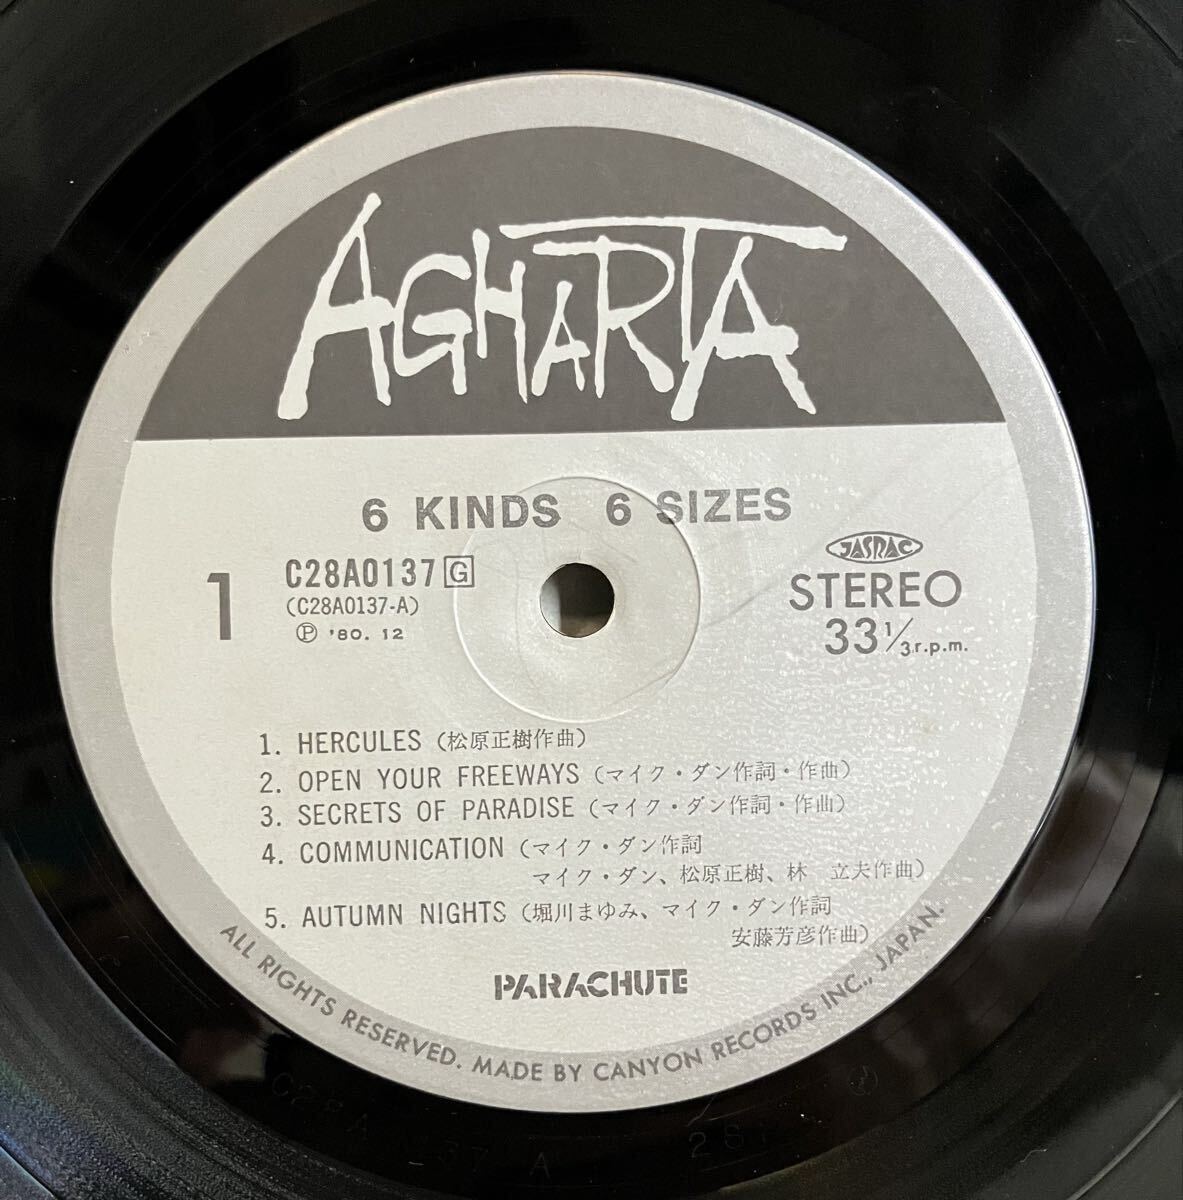 AGHARTA
6 KINDS 6 SIZES
JASRAC
1
C28A0137 G
(C28A0137-A)
Ⓟ '80. 12
STEREO
33 1/3 r.p.m.
1. HERCULES (松原正樹作曲)
2. OPEN YOUR FREEWAYS (マイク・ダン作詞・作曲)
3. SECRETS OF PARADISE (マイク・ダン作詞・作曲)
4. COMMUNICATION (マイク・ダン作詞
マイク・ダン、松原正樹、林 立夫作曲)
5. AUTUMN NIGHTS (堀川まゆみ、マイク・ダン作詞
安藤芳彦作曲)
PARACHUTE
ALL RIGHTS RESERVED. MADE BY CANYON RECORDS INC., JAPAN.